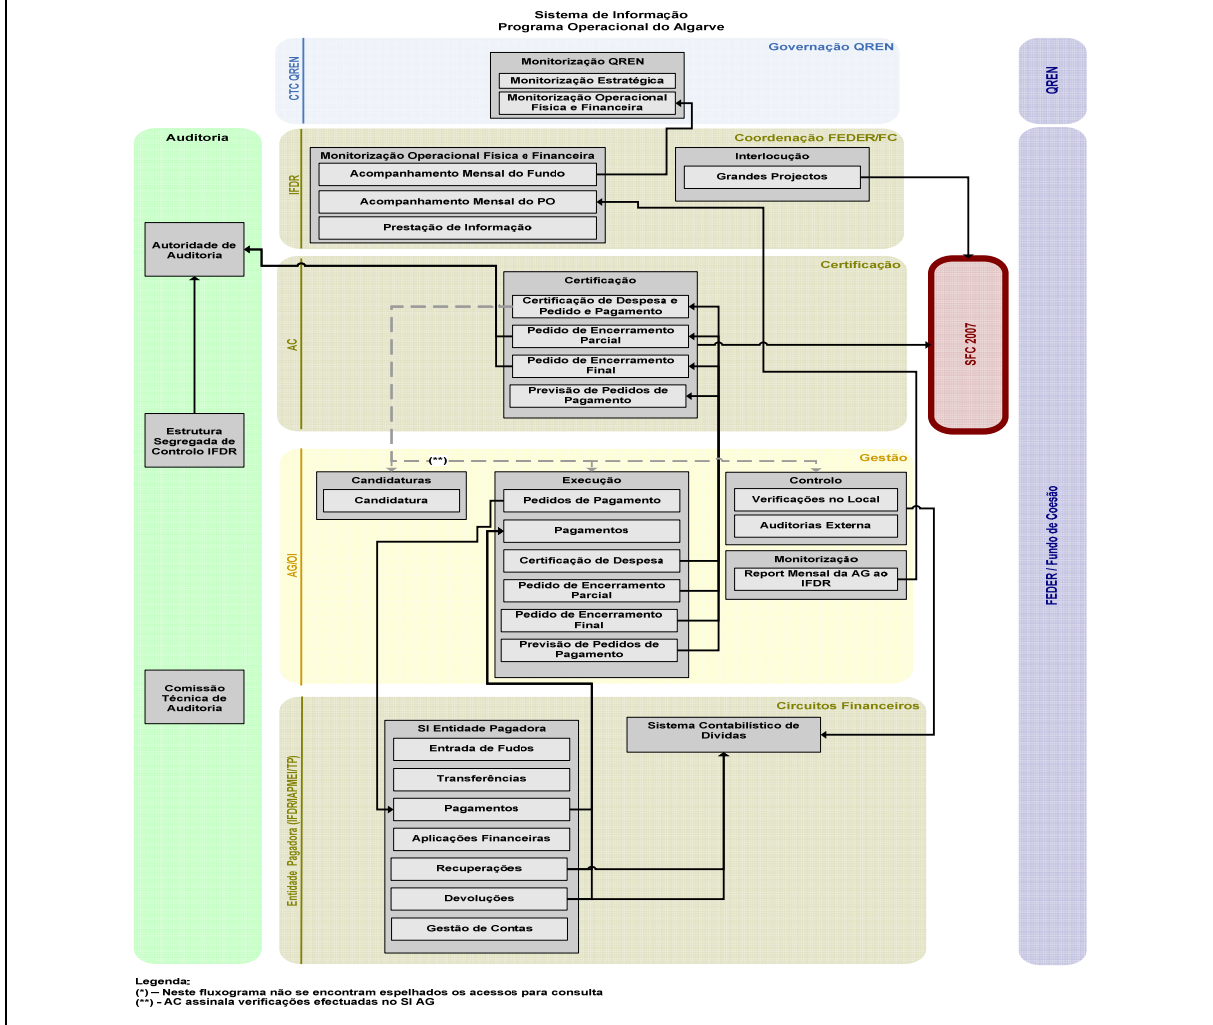 Sistema de Informação
Programa Operacional do Algarve
Governação QREN
CTC QREN
Monitorização QREN
Monitorização Estratégica
Monitorização Operacional
Física e Financeira
QREN
Auditoria
Autoridade de
Auditoria
Estrutura
Segregada de
Controlo IFDR
Comissão
Técnica de
Auditoria
Coordenação FEDER/FC
IFDR
Monitorização Operacional Física e Financeira
Acompanhamento Mensal do Fundo
Acompanhamento Mensal do PO
Prestação de Informação
Interlocução
Grandes Projectos
Certificação
AC
Certificação
Certificação de Despesa e
Pedido e Pagamento
Pedido de Encerramento
Parcial
Pedido de Encerramento
Final
Previsão de Pedidos de
Pagamento
SFC 2007
Gestão
AG/OI
(**)
Candidaturas
Candidatura
Execução
Pedidos de Pagamento
Pagamentos
Certificação de Despesa
Pedido de Encerramento
Parcial
Pedido de Encerramento
Final
Previsão de Pedidos de
Pagamento
Controlo
Verificações no Local
Auditorias Externa
Monitorização
Report Mensal da AG ao
IFDR
FEDER / Fundo de Coesão
Circuitos Financeiros
Entidade Pagadora (IFDR/IAPMEI/TP)
SI Entidade Pagadora
Entrada de Fudos
Transferências
Pagamentos
Aplicações Financeiras
Recuperações
Devoluções
Gestão de Contas
Sistema Contabilistico de
Dividas
Legenda:
(*) – Neste fluxograma não se encontram espelhados os acessos para consulta
(**) - AC assinala verificações efectuadas no SI AG